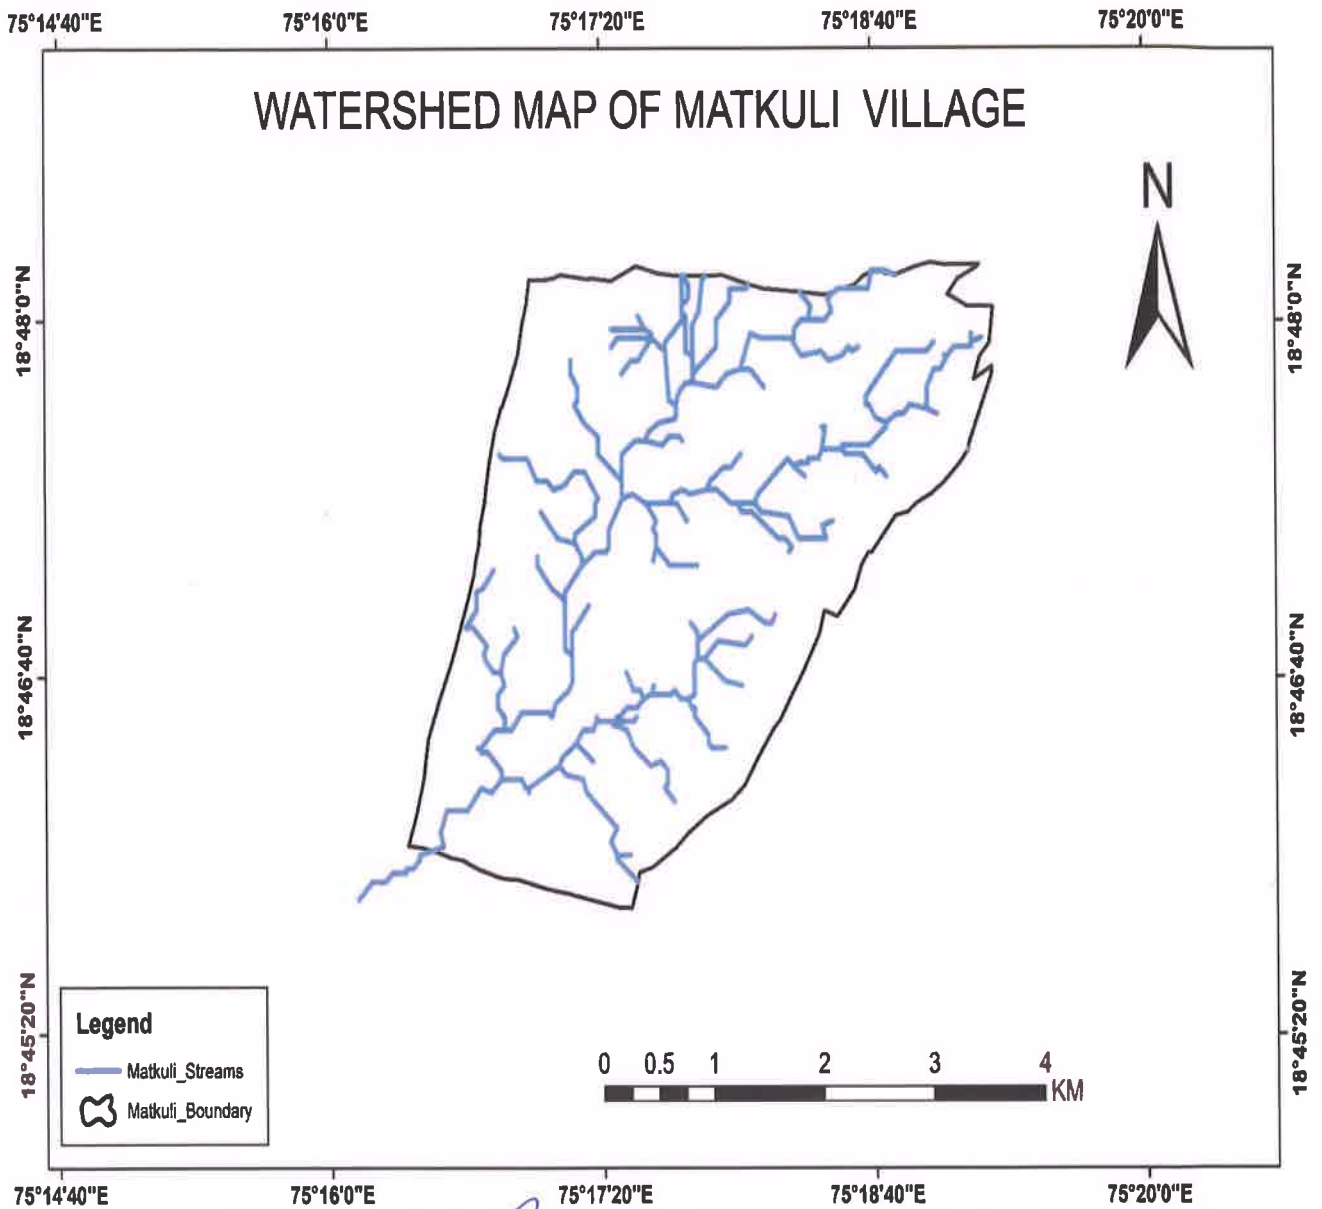 75°14'40"E 75°16'0"E 75°17'20"E 75°18'40"E 75°20'0"E
WATERSHED MAP OF MATKULI VILLAGE
N
18°48'0"N 18°48'0"N
18°46'40"N 18°46'40"N
18°45'20"N 18°45'20"N
Legend
Matkuli_Streams
Matkuli_Boundary
0 0.5 1 2 3 4
KM
75°14'40"E 75°16'0"E 75°17'20"E 75°18'40"E 75°20'0"E